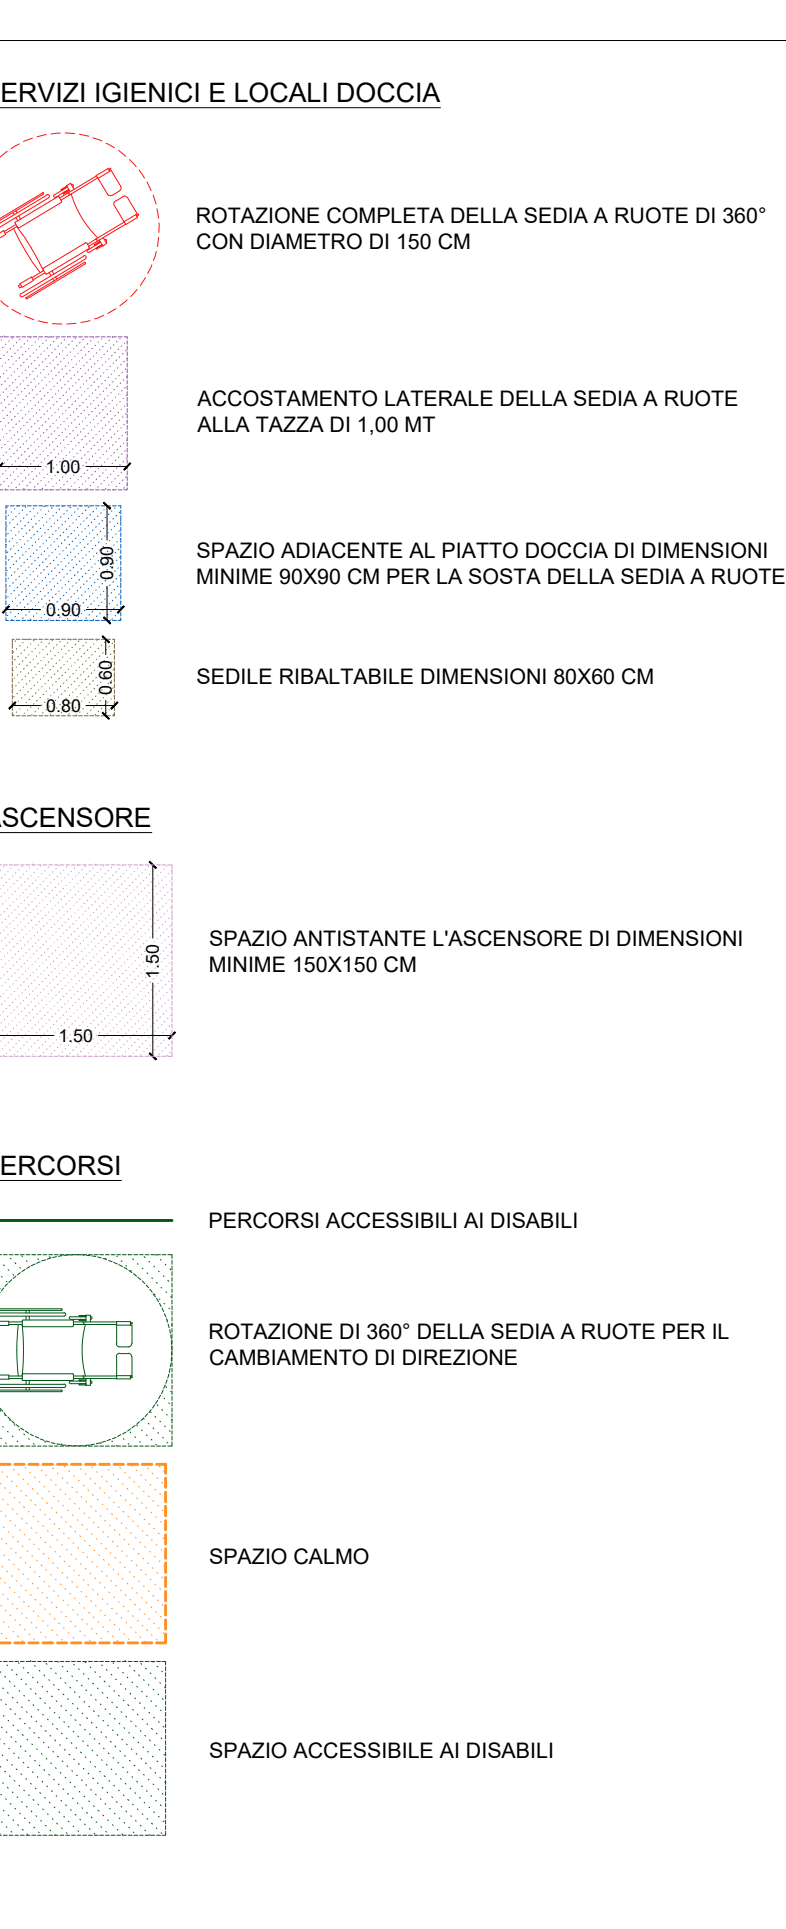 ERVIZI IGIENICI E LOCALI DOCCIA
ROTAZIONE COMPLETA DELLA SEDIA A RUOTE DI 360°
CON DIAMETRO DI 150 CM
ACCOSTAMENTO LATERALE DELLA SEDIA A RUOTE
ALLA TAZZA DI 1,00 MT
1.00
SPAZIO ADIACENTE AL PIATTO DOCCIA DI DIMENSIONI
MINIME 90X90 CM PER LA SOSTA DELLA SEDIA A RUOTE
0.90
0.90
SEDILE RIBALTABILE DIMENSIONI 80X60 CM
0.60
0.80
ASCENSORE
SPAZIO ANTISTANTE L'ASCENSORE DI DIMENSIONI
MINIME 150X150 CM
1.50
1.50
ERCORSI
PERCORSI ACCESSIBILI AI DISABILI
ROTAZIONE DI 360° DELLA SEDIA A RUOTE PER IL
CAMBIAMENTO DI DIREZIONE
SPAZIO CALMO
SPAZIO ACCESSIBILE AI DISABILI